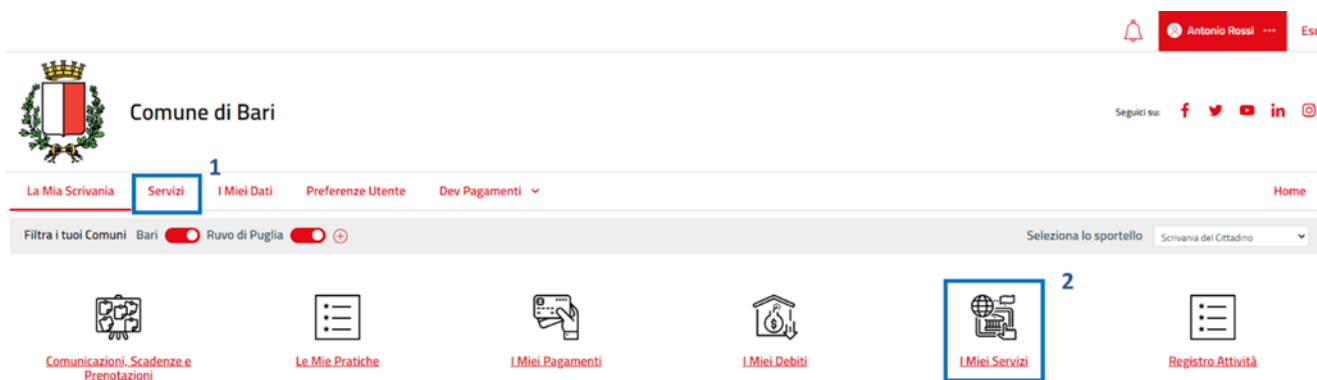 Antonio Rossi ••• Esc
Comune di Bari
Seguici su:
1
La Mia Scrivania Servizi I Miei Dati Preferenze Utente Dev Pagamenti Home
Filtra i tuoi Comuni Bari Ruvo di Puglia Seleziona lo sportello Scrivania del Cittadino
2
Comunicazioni, Scadenze e
Prenotazioni
Le Mie Pratiche
I Miei Pagamenti
I Miei Debiti
I Miei Servizi
Registro Attività